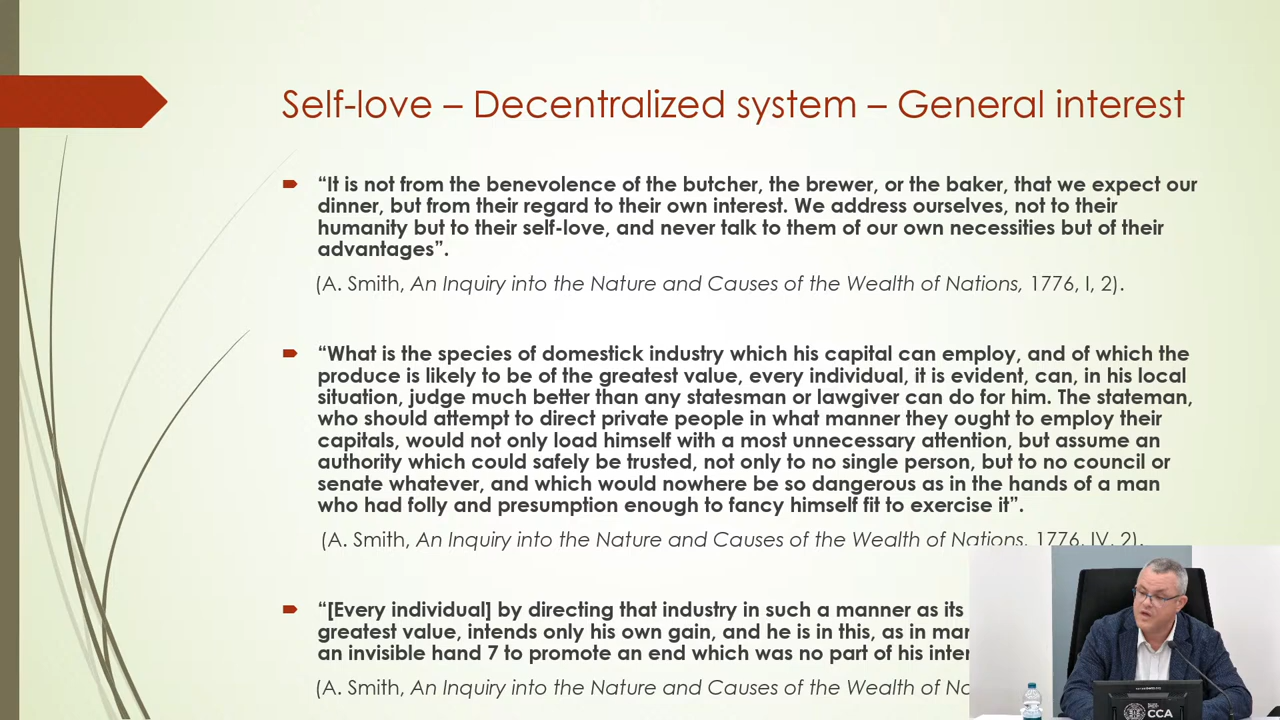 Self-love – Decentralized system – General interest
“It is not from the benevolence of the butcher, the brewer, or the baker, that we expect our
dinner, but from their regard to their own interest. We address ourselves, not to their
humanity but to their self-love, and never talk to them of our own necessities but of their
advantages”.
(A. Smith, An Inquiry into the Nature and Causes of the Wealth of Nations, 1776, I, 2).
“What is the species of domestick industry which his capital can employ, and of which the
produce is likely to be of the greatest value, every individual, it is evident, can, in his local
situation, judge much better than any statesman or lawgiver can do for him. The stateman,
who should attempt to direct private people in what manner they ought to employ their
capitals, would not only load himself with a most unnecessary attention, but assume an
authority which could safely be trusted, not only to no single person, but to no council or
senate whatever, and which would nowhere be so dangerous as in the hands of a man
who had folly and presumption enough to fancy himself fit to exercise it”.
(A. Smith, An Inquiry into the Nature and Causes of the Wealth of Nations, 1776, IV, 2).
“[Every individual] by directing that industry in such a manner as its
greatest value, intends only his own gain, and he is in this, as in
an invisible hand 7 to promote an end which was no part of his
(A. Smith, An Inquiry into the Nature and Causes of the Wealth of
CCA